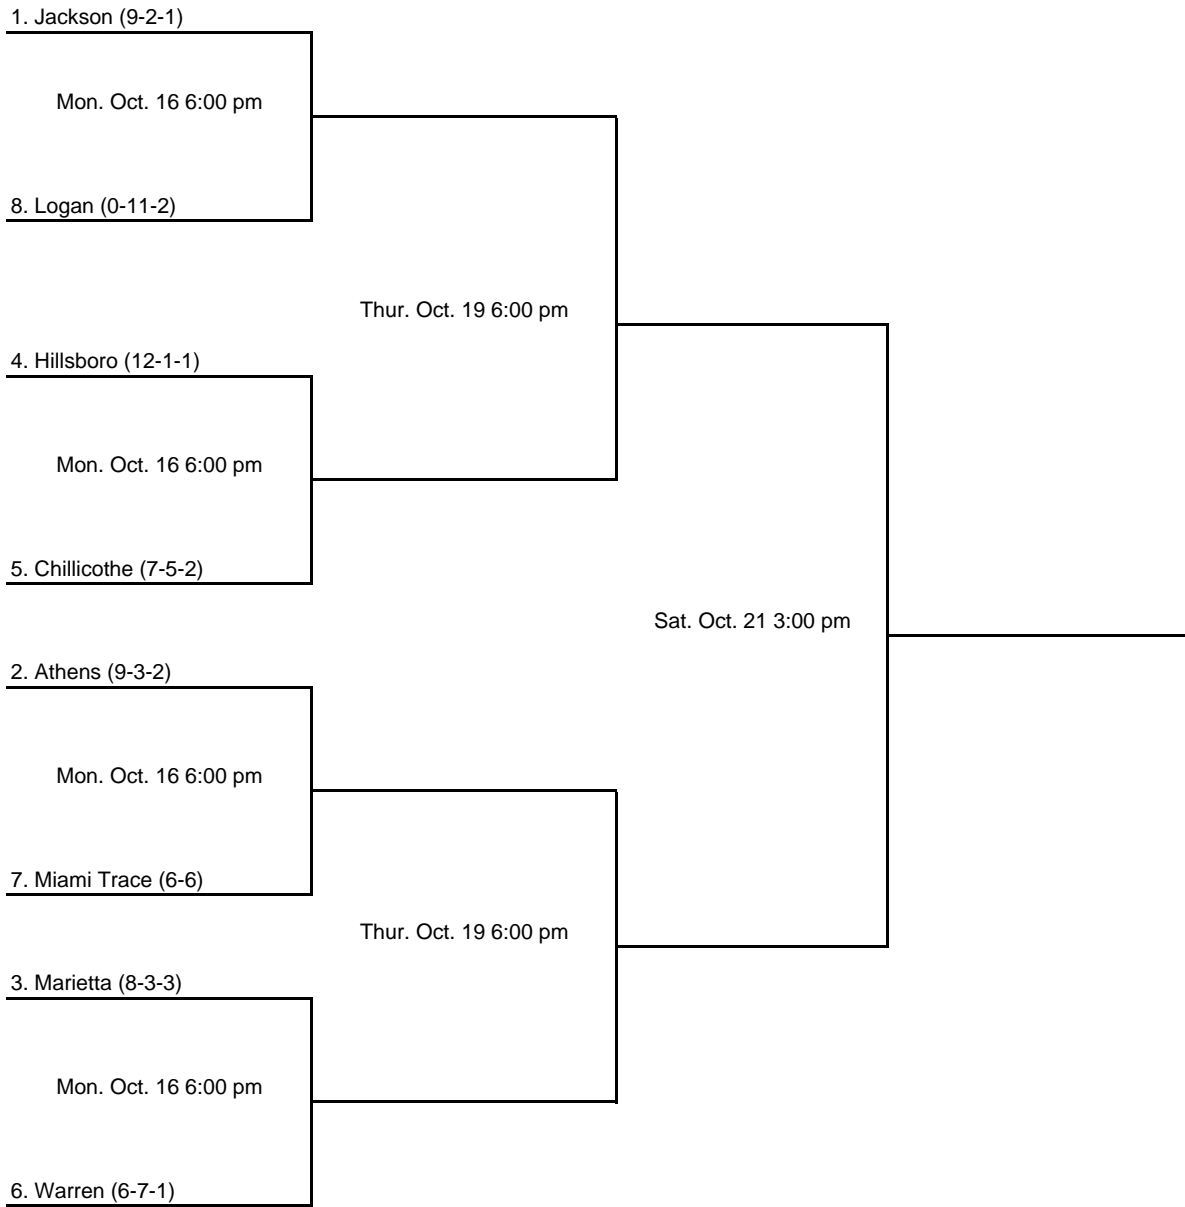 1. Jackson (9-2-1)
Mon. Oct. 16 6:00 pm
8. Logan (0-11-2)
Thur. Oct. 19 6:00 pm
4. Hillsboro (12-1-1)
Mon. Oct. 16 6:00 pm
5. Chillicothe (7-5-2)
Sat. Oct. 21 3:00 pm
2. Athens (9-3-2)
Mon. Oct. 16 6:00 pm
7. Miami Trace (6-6)
Thur. Oct. 19 6:00 pm
3. Marietta (8-3-3)
Mon. Oct. 16 6:00 pm
6. Warren (6-7-1)